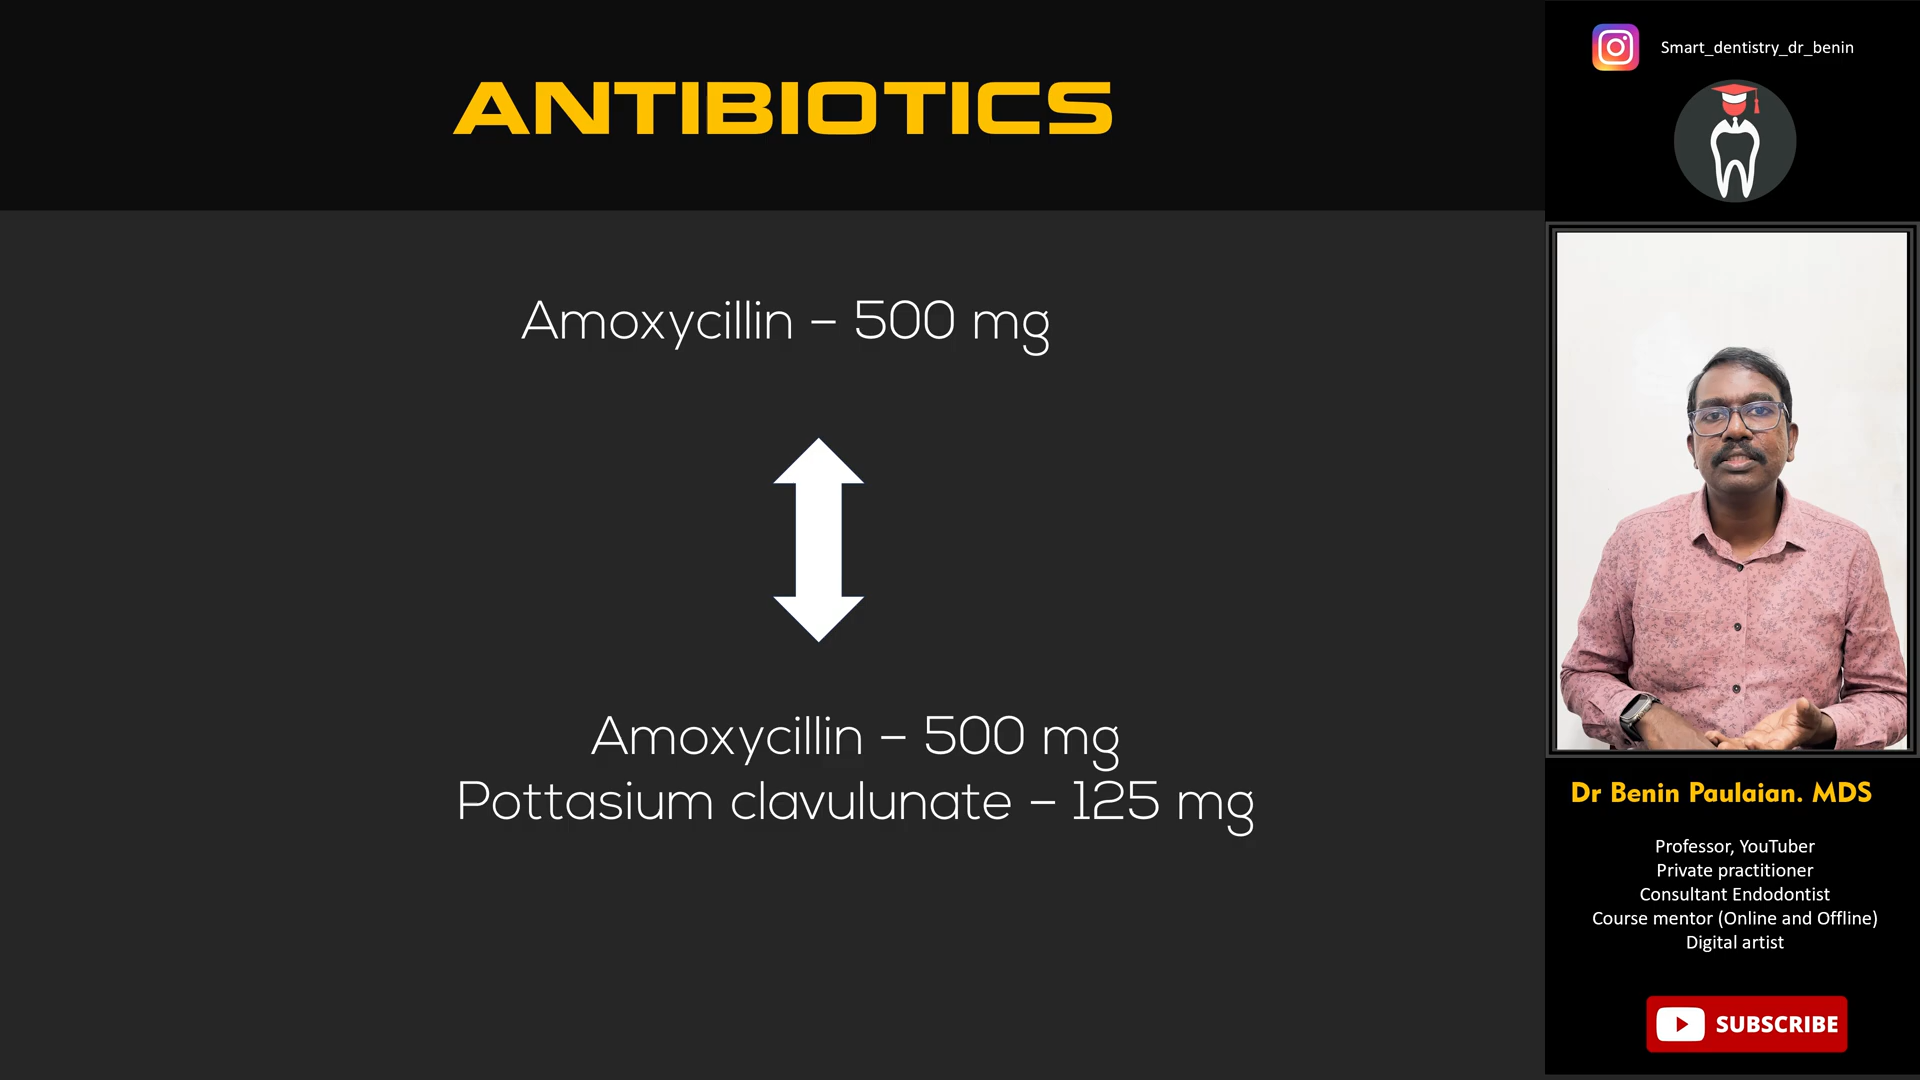 ANTIBIOTICS
Amoxycillin – 500 mg
Amoxycillin – 500 mg
Pottasium clavulunate – 125 mg
Smart_dentistry_dr_benin
Dr Benin Paulaian. MDS
Professor, YouTuber
Private practitioner
Consultant Endodontist
Course mentor (Online and Offline)
Digital artist
SUBSCRIBE